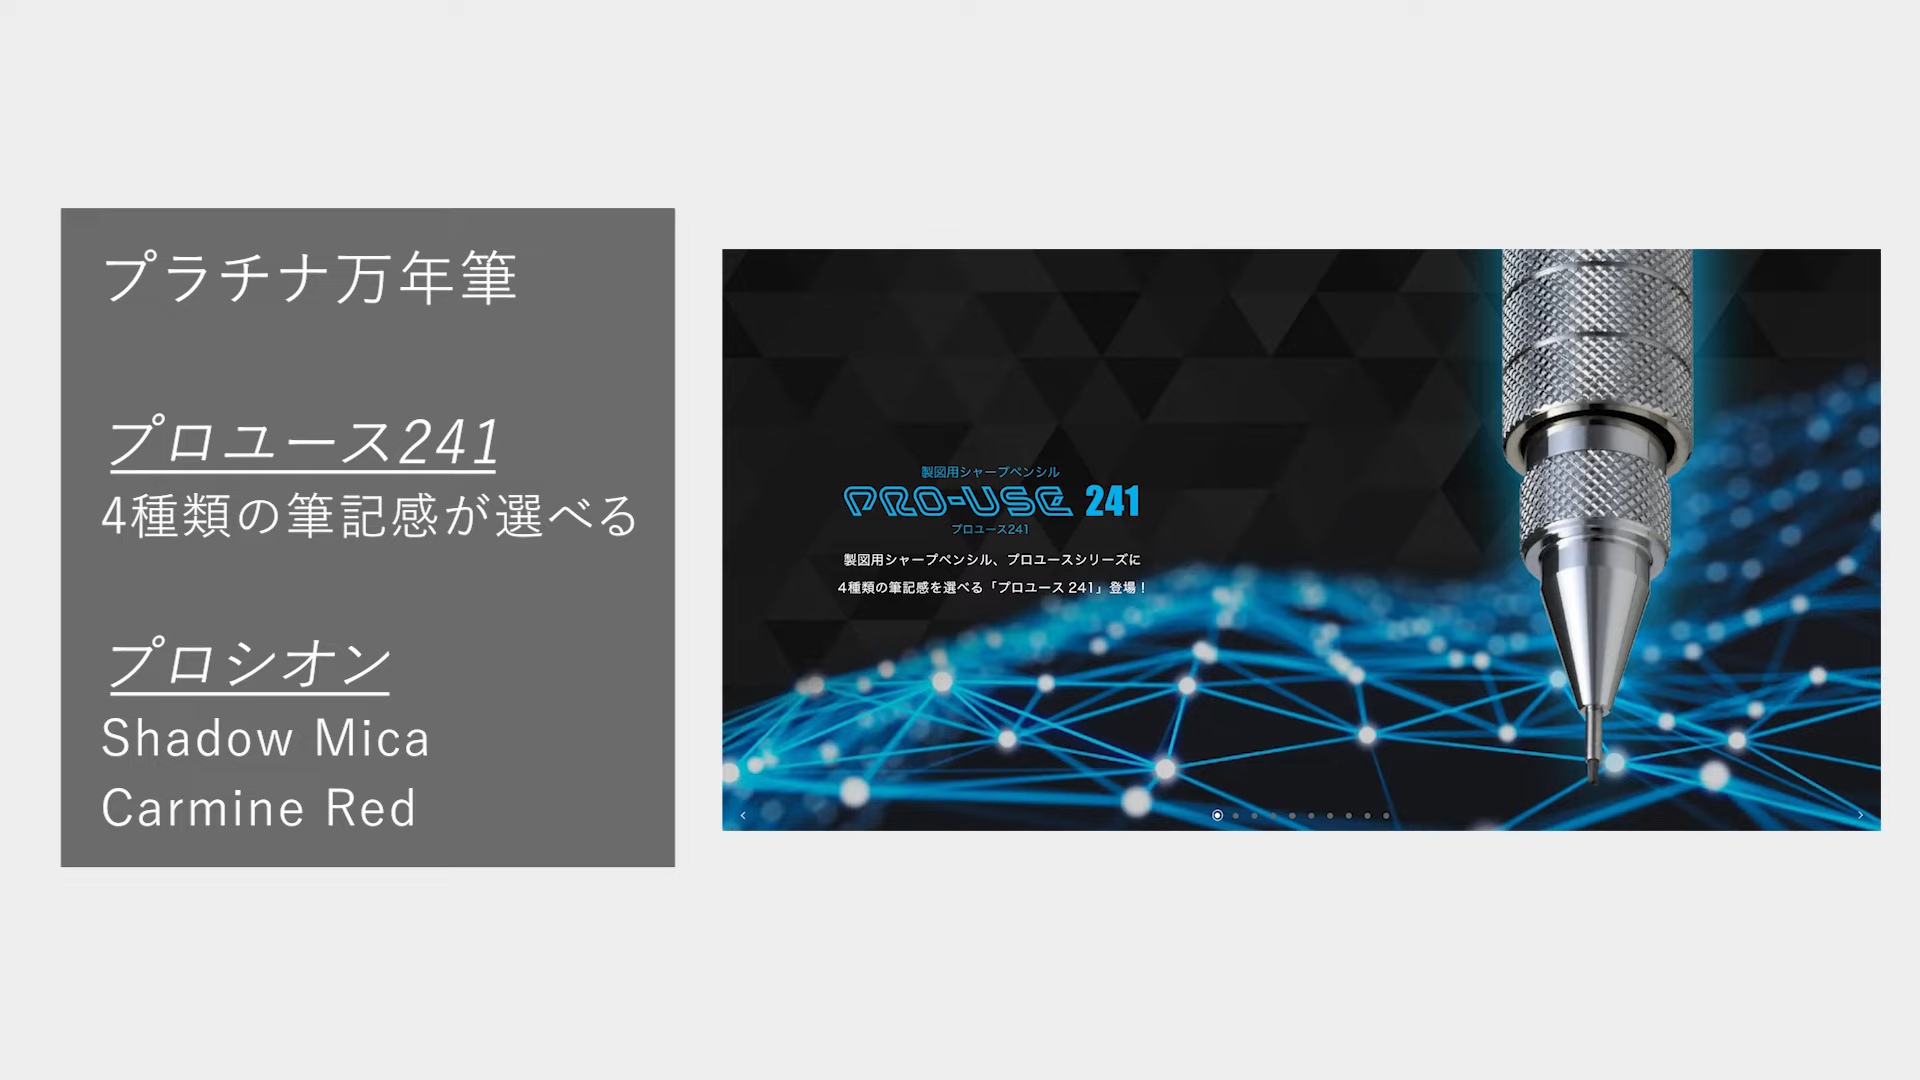 プラチナ万年筆
プロユース241
4種類の筆記感が選べる
プロシオン
Shadow Mica
Carmine Red
製図用シャープペンシル
PRO-USE 241
プロユース241
製図用シャープペンシル、プロユースシリーズに
4種類の筆記感を選べる「プロユース 241」登場！